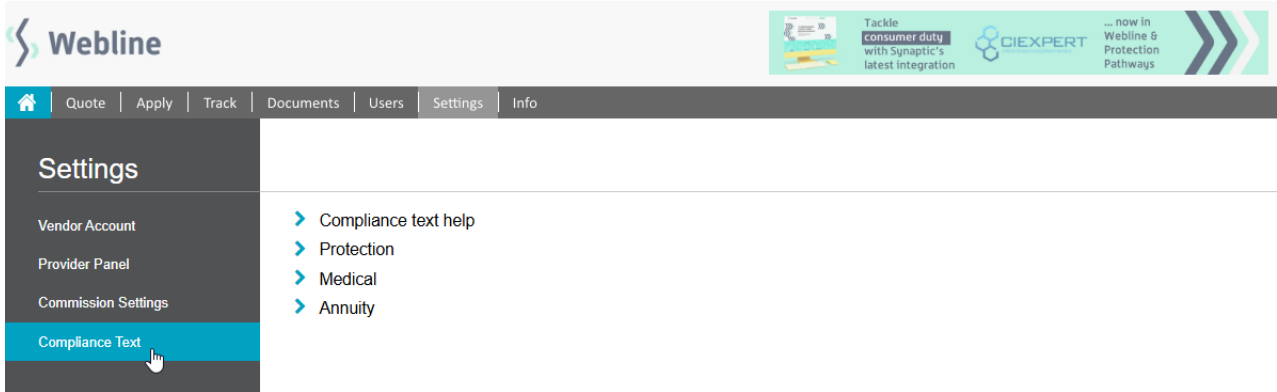 Webline
Tackle
consumer duty
with Synaptic's
latest integration
CIEXPERT
... now in
Webline &
Protection
Pathways
Quote
Apply
Track
Documents
Users
Settings
Info
Settings
Vendor Account
Provider Panel
Commission Settings
Compliance Text
Compliance text help
Protection
Medical
Annuity